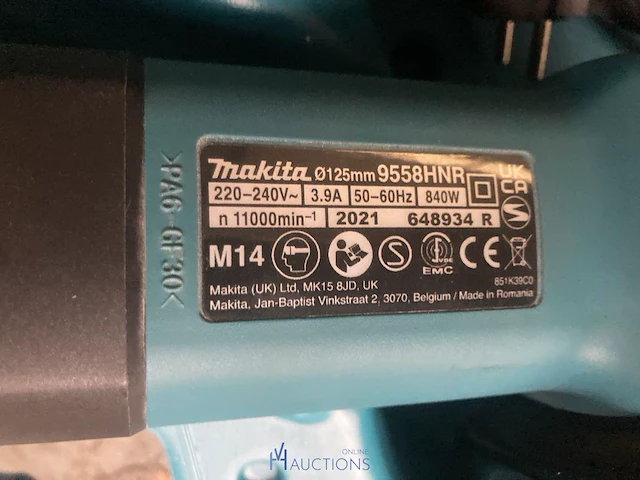 makita Ø125mm 9558HNR
220-240V~ 3.9A 50-60Hz 840W
n 11000min⁻¹ 2021 648934 R
UK
CA
M14
S
S
VDE
EMC
CE
851K39C0
Makita (UK) Ltd, MK15 8JD, UK
Makita, Jan-Baptist Vinkstraat 2, 3070, Belgium / Made in Romania
>PA6-GF30<
ONLINE
AUCTIONS